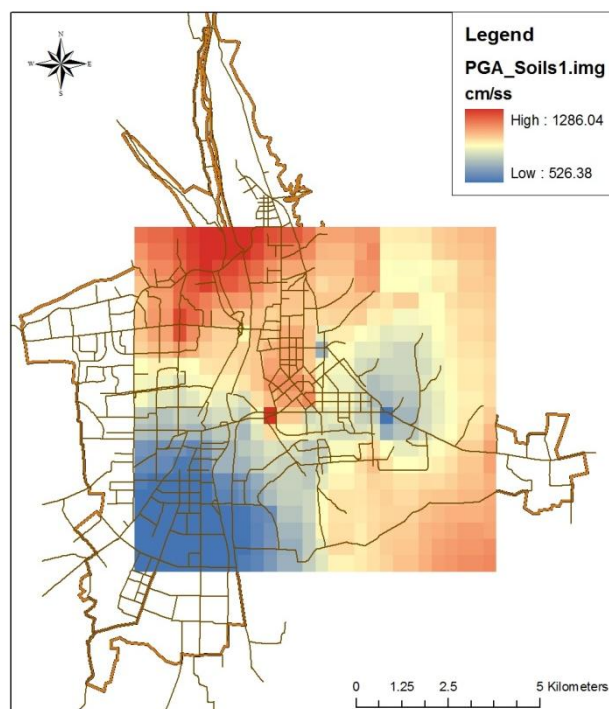 N
W E
S
Legend
PGA_Soils1.img
cm/ss
High : 1286.04
Low : 526.38
0 1.25 2.5 5 Kilometers